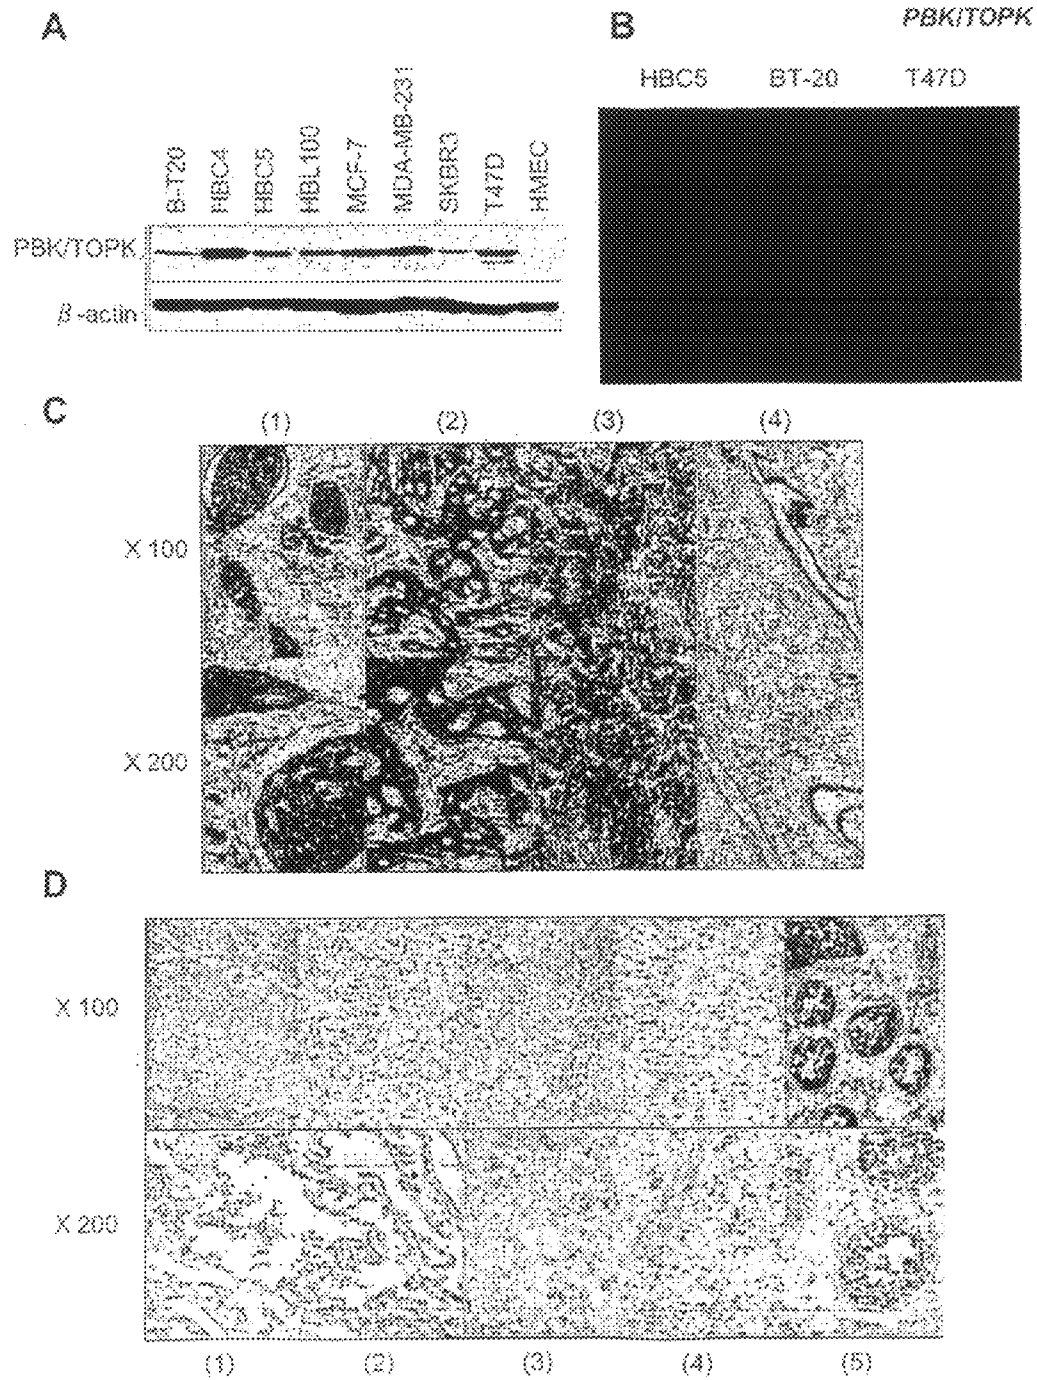 A
B
PBK/TOPK
HBC5 BT-20 T47D
B-T20
HBC4
HBC5
HBL100
MCF-7
MDA-MB-231
SKBR3
T47D
HMEC
PBK/TOPK
β-actin
C
(1) (2) (3) (4)
X 100
X 200
D
X 100
X 200
(1) (2) (3) (4) (5)